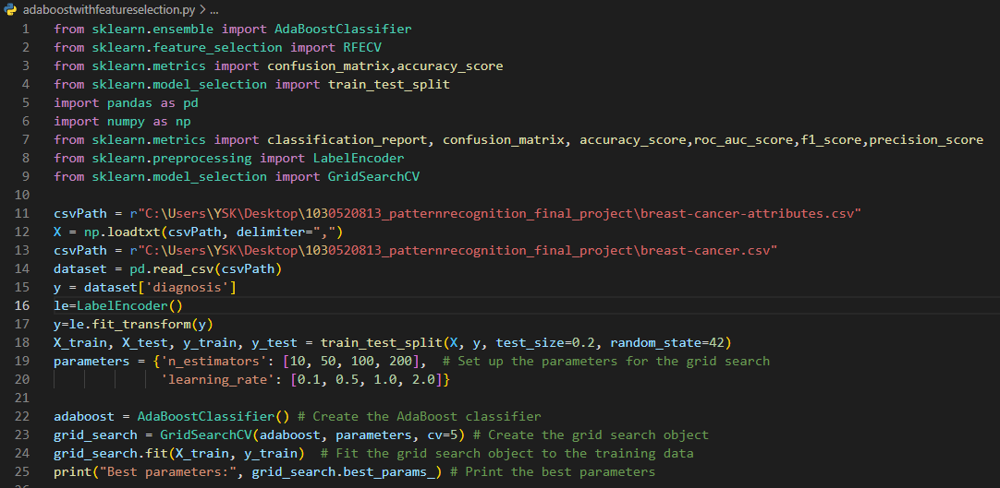 adaboostwithfeatureselection.py > ...
1 from sklearn.ensemble import AdaBoostClassifier
2 from sklearn.feature_selection import RFECV
3 from sklearn.metrics import confusion_matrix,accuracy_score
4 from sklearn.model_selection import train_test_split
5 import pandas as pd
6 import numpy as np
7 from sklearn.metrics import classification_report, confusion_matrix, accuracy_score,roc_auc_score,f1_score,precision_score
8 from sklearn.preprocessing import LabelEncoder
9 from sklearn.model_selection import GridSearchCV
10
11 csvPath = r"C:\Users\YSK\Desktop\1030520813_patternrecognition_final_project\breast-cancer-attributes.csv"
12 X = np.loadtxt(csvPath, delimiter=",")
13 csvPath = r"C:\Users\YSK\Desktop\1030520813_patternrecognition_final_project\breast-cancer.csv"
14 dataset = pd.read_csv(csvPath)
15 y = dataset['diagnosis']
16 le=LabelEncoder()
17 y=le.fit_transform(y)
18 X_train, X_test, y_train, y_test = train_test_split(X, y, test_size=0.2, random_state=42)
19 parameters = {'n_estimators': [10, 50, 100, 200],  # Set up the parameters for the grid search
20               'learning_rate': [0.1, 0.5, 1.0, 2.0]}
21
22 adaboost = AdaBoostClassifier() # Create the AdaBoost classifier
23 grid_search = GridSearchCV(adaboost, parameters, cv=5) # Create the grid search object
24 grid_search.fit(X_train, y_train)  # Fit the grid search object to the training data
25 print("Best parameters:", grid_search.best_params_) # Print the best parameters